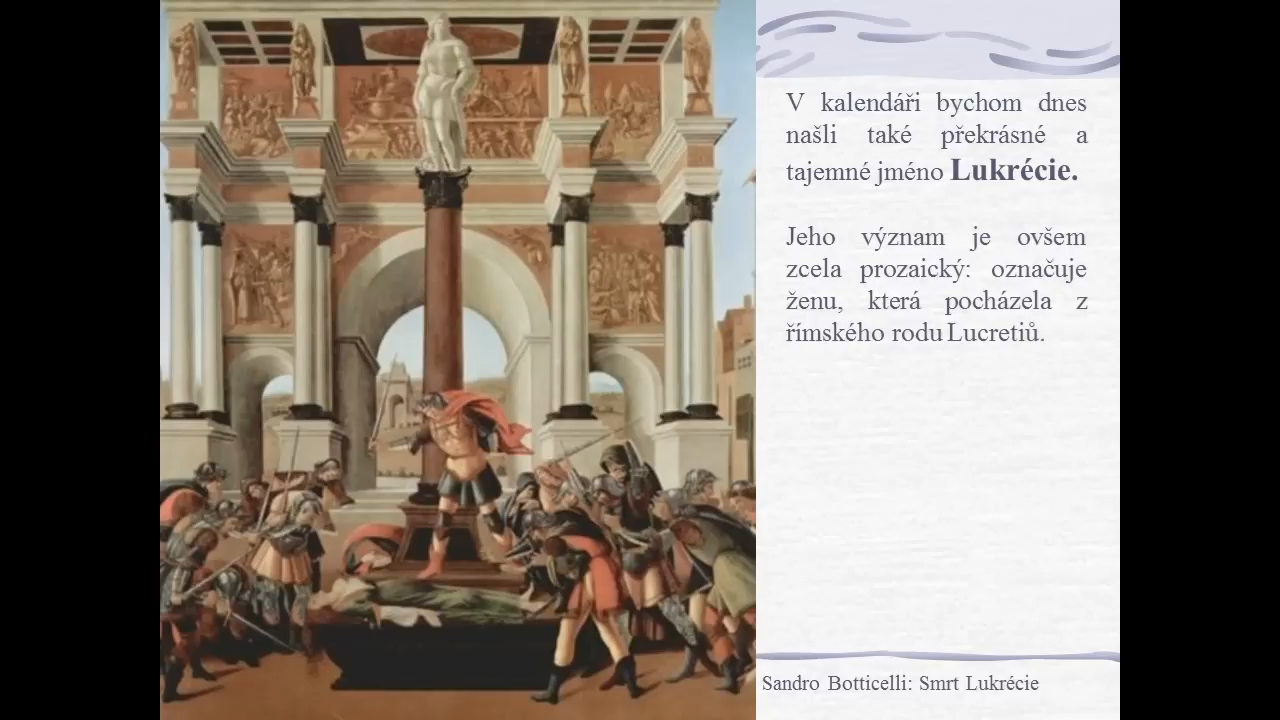 V kalendáři bychom dnes
našli také překrásné a
tajemné jméno Lukrécie.
Jeho význam je ovšem
zcela prozaický: označuje
ženu, která pocházela z
římského rodu Lucretiů.
Sandro Botticelli: Smrt Lukrécie